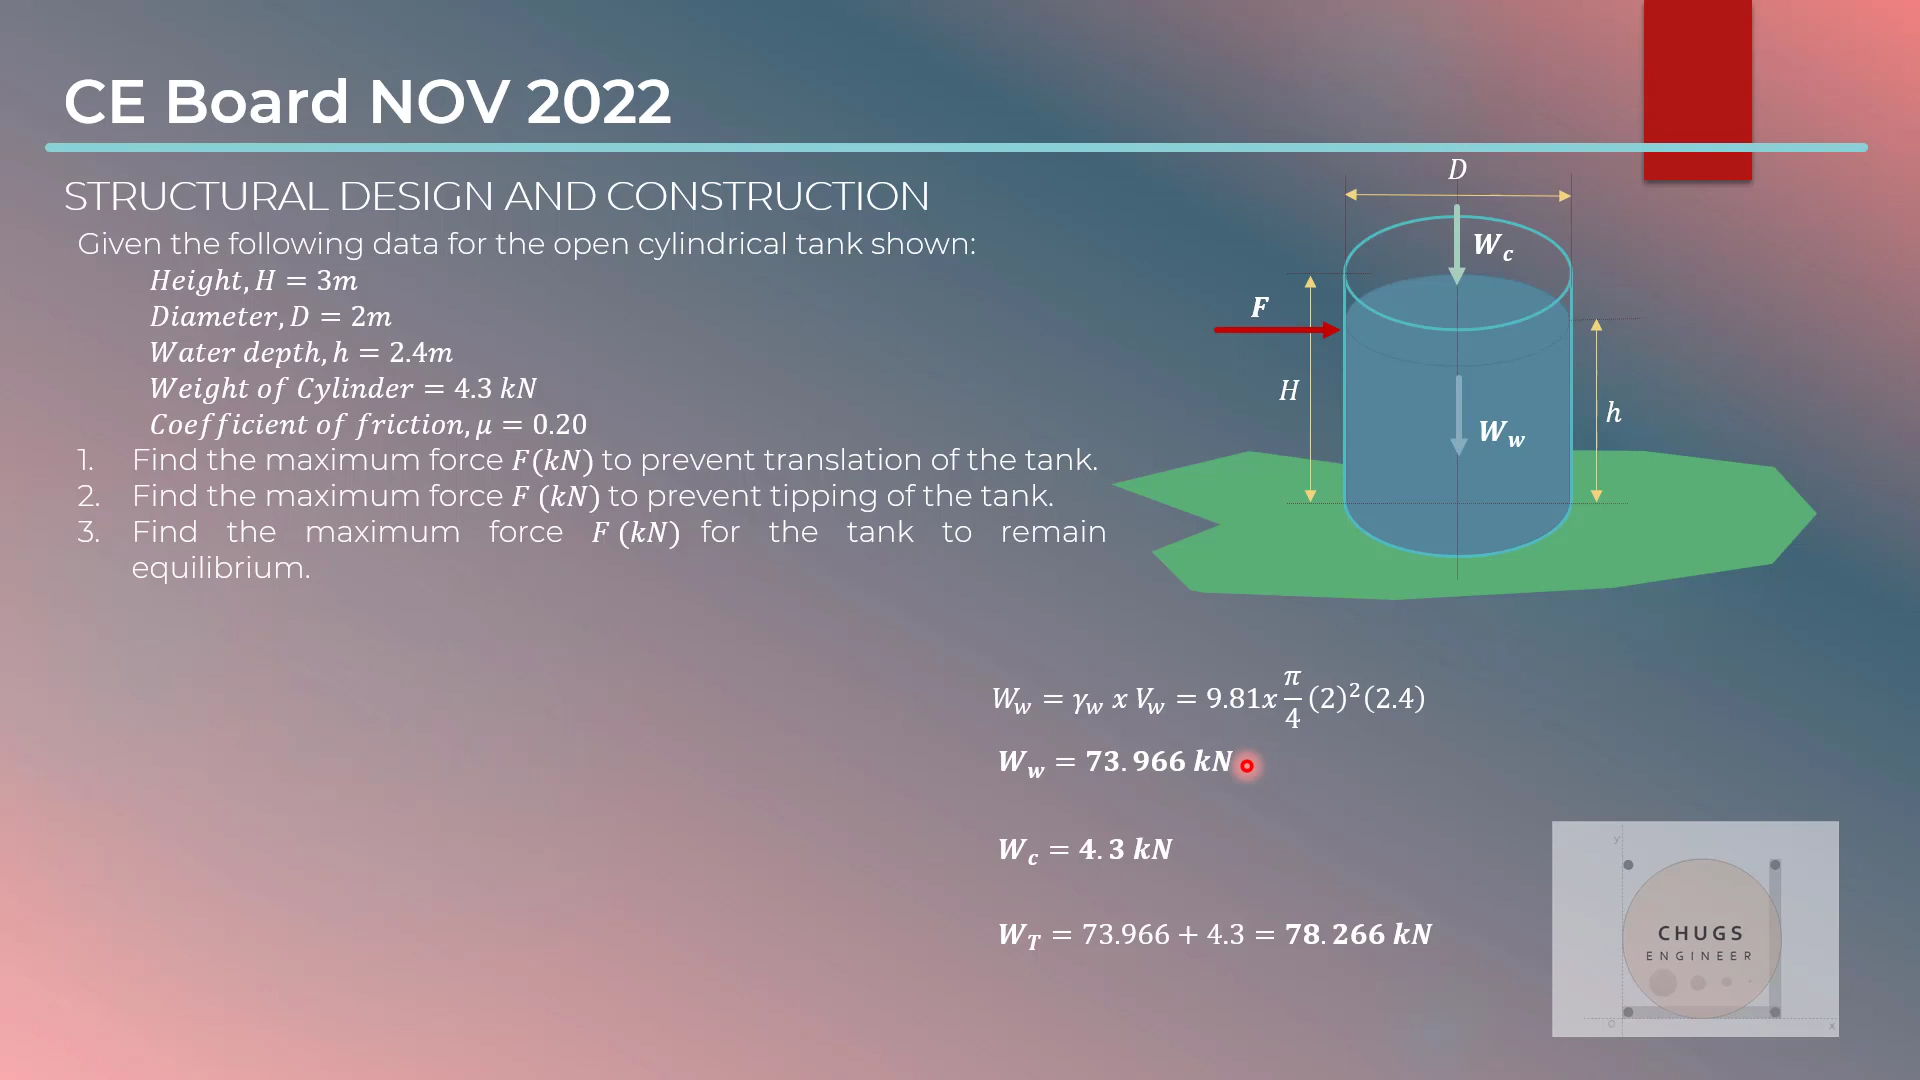 CE Board NOV 2022
STRUCTURAL DESIGN AND CONSTRUCTION
Given the following data for the open cylindrical tank shown:
Height, H = 3m
Diameter, D = 2m
Water depth, h = 2.4m
Weight of Cylinder = 4.3 kN
Coefficient of friction, μ = 0.20
1. Find the maximum force F(kN) to prevent translation of the tank.
2. Find the maximum force F (kN) to prevent tipping of the tank.
3. Find the maximum force F (kN) for the tank to remain
equilibrium.
D
W_c
F
H
h
W_w
W_w = γ_w x V_w = 9.81x π/4 (2)²(2.4)
W_w = 73.966 kN
W_c = 4.3 kN
W_T = 73.966 + 4.3 = 78.266 kN
y
CHUGS
ENGINEER
O
x